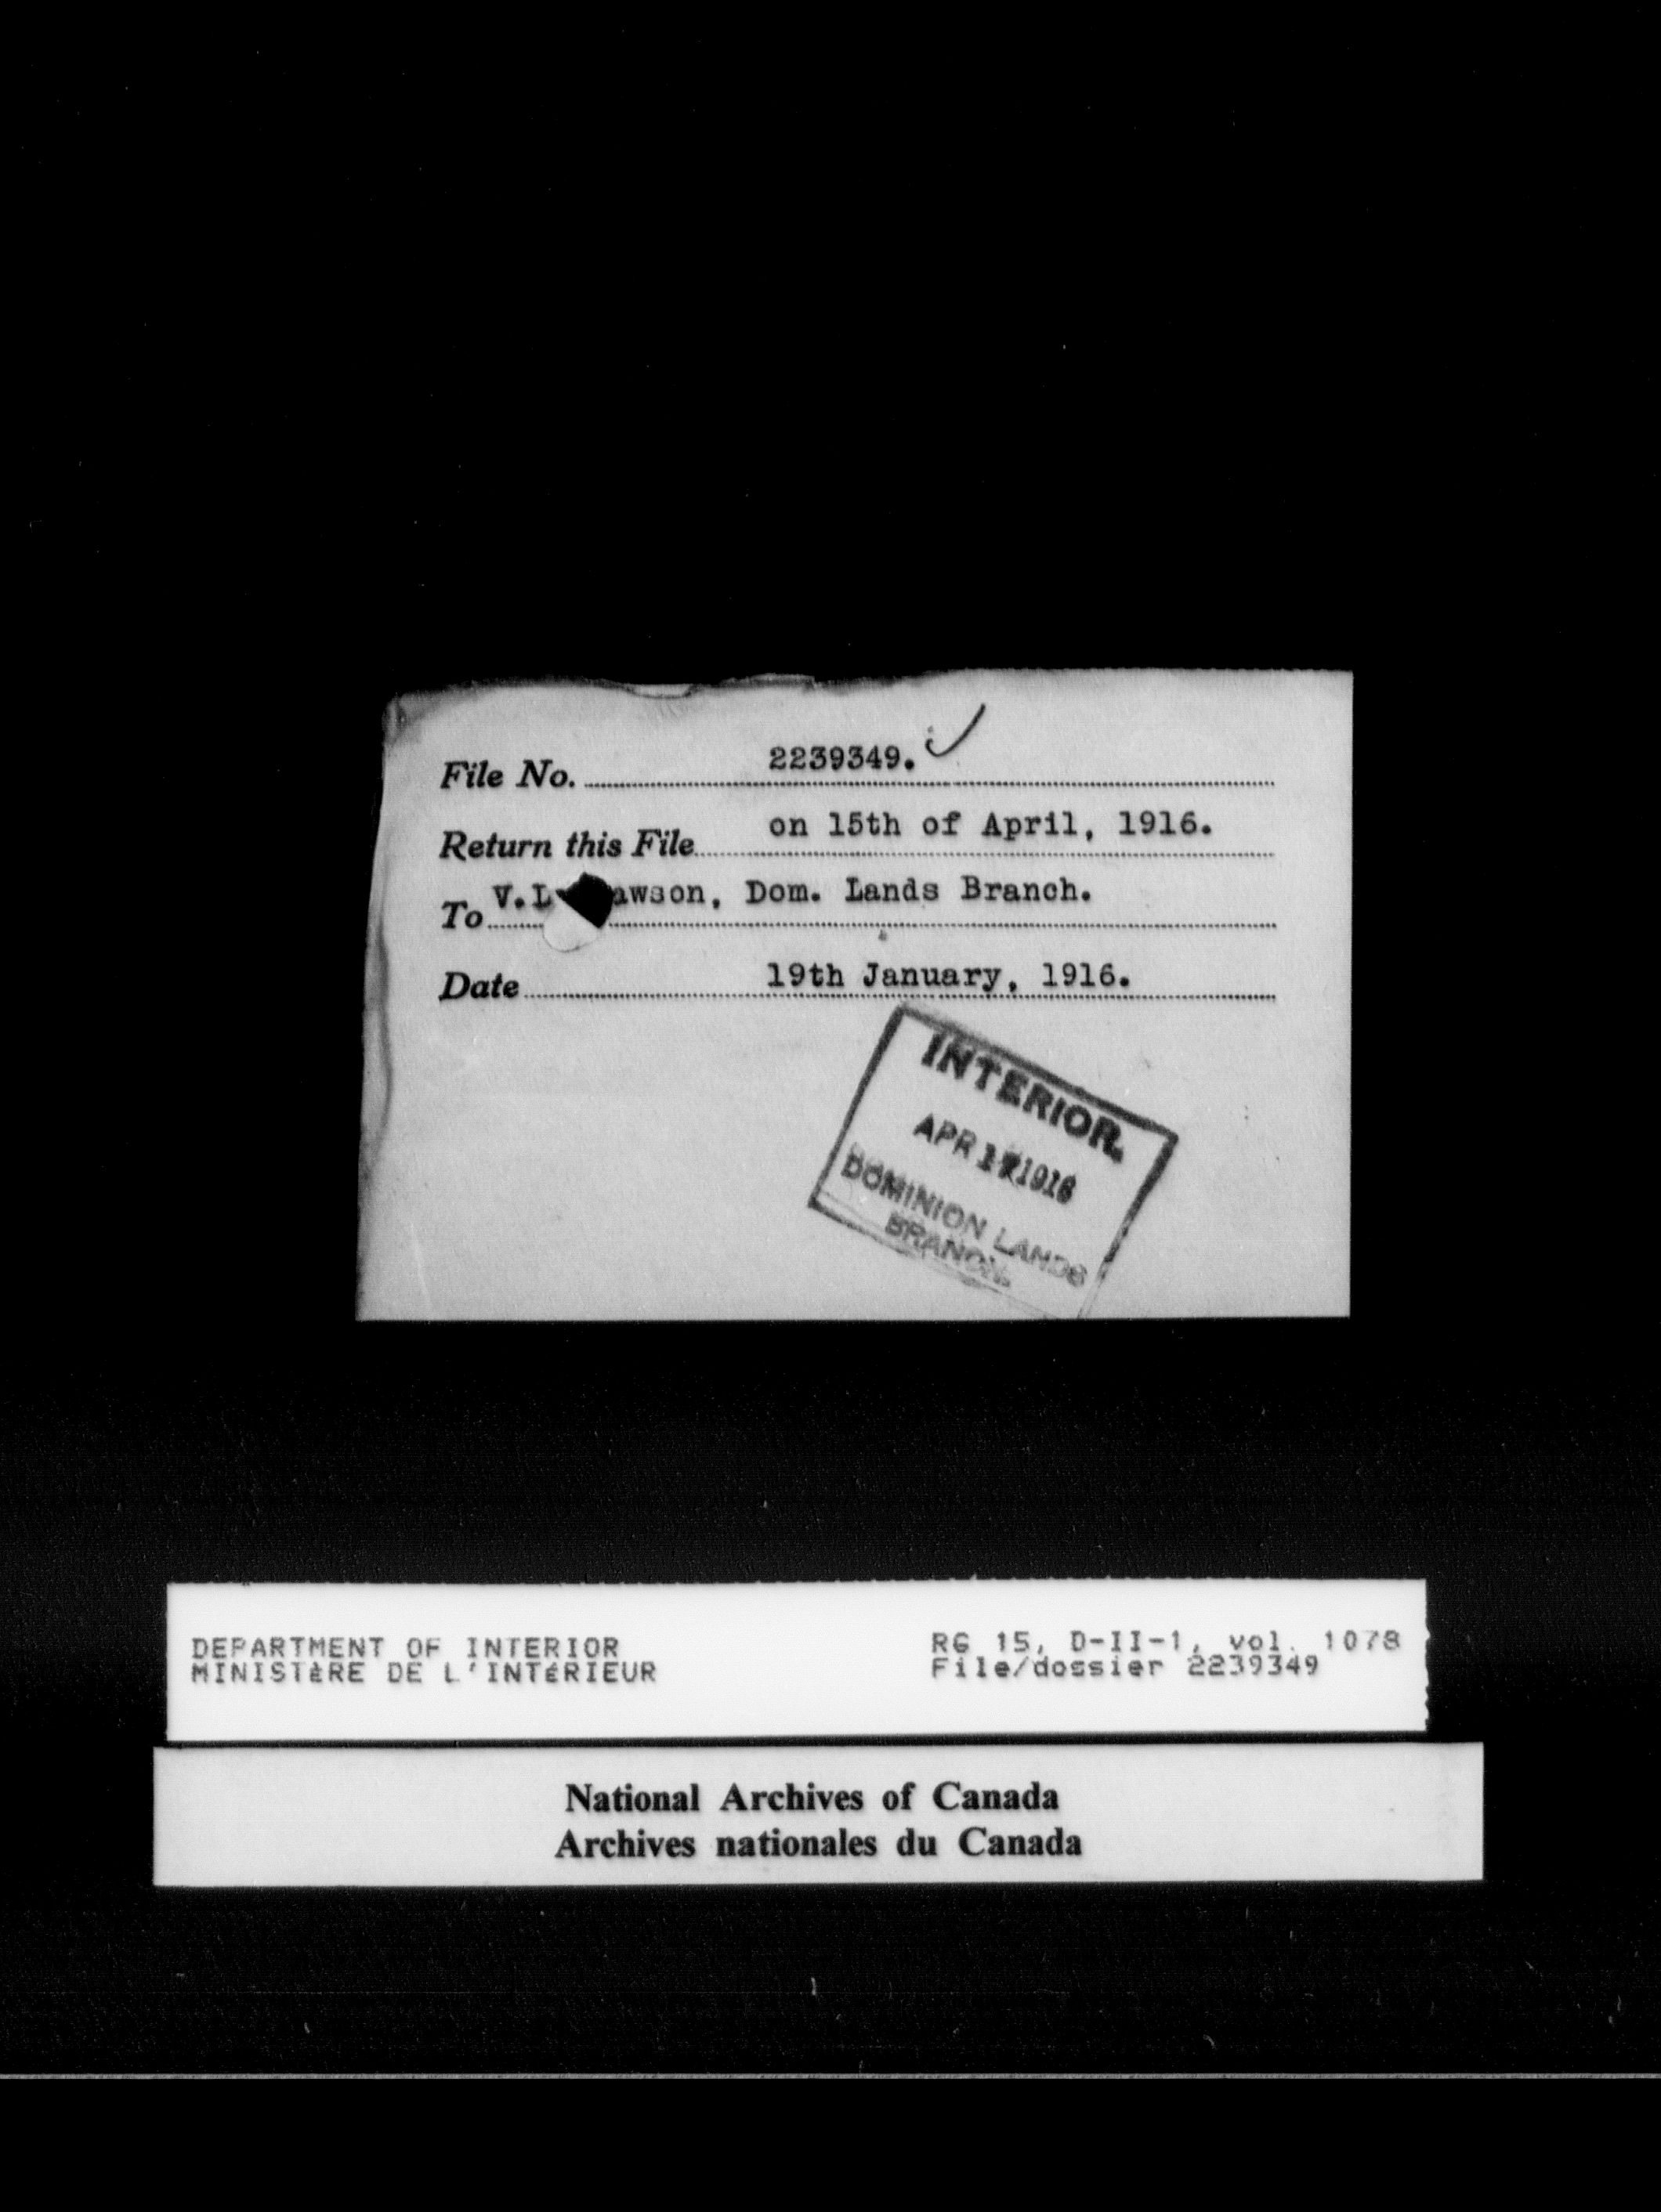 File No. 2239349.
Return this File on 15th of April, 1916.
To V.L awson, Dom. Lands Branch.
Date 19th January, 1916.
INTERIOR.
APR 1916
DOMINION LANDS
BRANCH.
DEPARTMENT OF INTERIOR
MINISTÈRE DE L'INTÉRIEUR
RG 15, D-II-1, vol. 1078
File/dossier 2239349
National Archives of Canada
Archives nationales du Canada